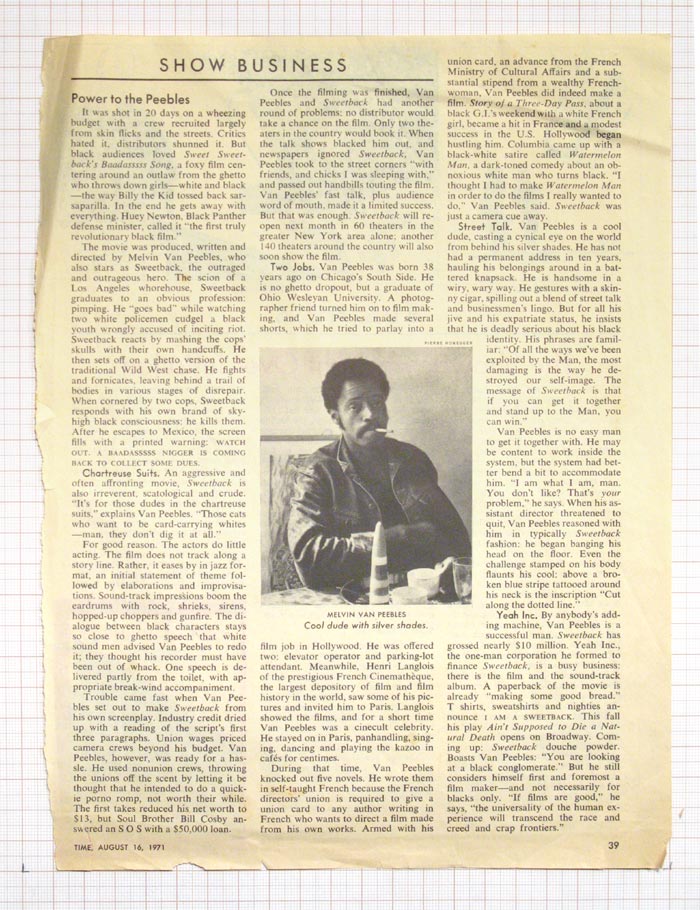 SHOW BUSINESS
Power to the Peebles
It was shot in 20 days on a wheezing
budget with a crew recruited largely
from skin flicks and the streets. Critics
hated it, distributors shunned it. But
black audiences loved Sweet Sweet-
back's Baadasssss Song, a foxy film cen-
tering around an outlaw from the ghetto
who throws down girls—white and black
—the way Billy the Kid tossed back sar-
saparilla. In the end he gets away with
everything. Huey Newton, Black Panther
defense minister, called it "the first truly
revolutionary black film."
The movie was produced, written and
directed by Melvin Van Peebles, who
also stars as Sweetback, the outraged
and outrageous hero. The scion of a
Los Angeles whorehouse, Sweetback
graduates to an obvious profession:
pimping. He "goes bad" while watching
two white policemen cudgel a black
youth wrongly accused of inciting riot.
Sweetback reacts by mashing the cops'
skulls with their own handcuffs. He
then sets off on a ghetto version of the
traditional Wild West chase. He fights
and fornicates, leaving behind a trail of
bodies in various stages of disrepair.
When cornered by two cops, Sweetback
responds with his own brand of sky-
high black consciousness: he kills them.
After he escapes to Mexico, the screen
fills with a printed warning: WATCH
OUT. A BAADASSSSS NIGGER IS COMING
BACK TO COLLECT SOME DUES.
Chartreuse Suits. An aggressive and
often affronting movie, Sweetback is
also irreverent, scatological and crude.
"It's for those dudes in the chartreuse
suits," explains Van Peebles. "Those cats
who want to be card-carrying whites
—man, they don't dig it at all."
For good reason. The actors do little
acting. The film does not track along a
story line. Rather, it eases by in jazz for-
mat, an initial statement of theme fol-
lowed by elaborations and improvisa-
tions. Sound-track impressions boom the
eardrums with rock, shrieks, sirens,
hopped-up choppers and gunfire. The di-
alogue between black characters stays
so close to ghetto speech that white
sound men advised Van Peebles to redo
it; they thought his recorder must have
been out of whack. One speech is de-
livered partly from the toilet, with ap-
propriate break-wind accompaniment.
Trouble came fast when Van Pee-
bles set out to make Sweetback from
his own screenplay. Industry credit dried
up with a reading of the script's first
three paragraphs. Union wages priced
camera crews beyond his budget. Van
Peebles, however, was ready for a has-
sle. He used nonunion crews, throwing
the unions off the scent by letting it be
thought that he intended to do a quick-
ie porno romp, not worth their while.
The first takes reduced his net worth to
$13, but Soul Brother Bill Cosby an-
swered an S O S with a $50,000 loan.
Once the filming was finished, Van
Peebles and Sweetback had another
round of problems: no distributor would
take a chance on the film. Only two the-
aters in the country would book it. When
the talk shows blacked him out, and
newspapers ignored Sweetback, Van
Peebles took to the street corners "with
friends, and chicks I was sleeping with,"
and passed out handbills touting the film.
Van Peebles' fast talk, plus audience
word of mouth, made it a limited success.
But that was enough. Sweetback will re-
open next month in 60 theaters in the
greater New York area alone; another
140 theaters around the country will also
soon show the film.
Two Jobs. Van Peebles was born 38
years ago on Chicago's South Side. He
is no ghetto dropout, but a graduate of
Ohio Wesleyan University. A photog-
rapher friend turned him on to film mak-
ing, and Van Peebles made several
shorts, which he tried to parlay into a
PIERRE HONEGGER
MELVIN VAN PEEBLES
Cool dude with silver shades.
film job in Hollywood. He was offered
two: elevator operator and parking-lot
attendant. Meanwhile, Henri Langlois
of the prestigious French Cinemathèque,
the largest depository of film and film
history in the world, saw some of his pic-
tures and invited him to Paris. Langlois
showed the films, and for a short time
Van Peebles was a cinecult celebrity.
He stayed on in Paris, panhandling, sing-
ing, dancing and playing the kazoo in
cafés for centimes.
During that time, Van Peebles
knocked out five novels. He wrote them
in self-taught French because the French
directors' union is required to give a
union card to any author writing in
French who wants to direct a film made
from his own works. Armed with his
union card, an advance from the French
Ministry of Cultural Affairs and a sub-
stantial stipend from a wealthy French-
woman, Van Peebles did indeed make a
film. Story of a Three-Day Pass, about a
black G.I.'s weekend with a white French
girl, became a hit in France and a modest
success in the U.S. Hollywood began
hustling him. Columbia came up with a
black-white satire called Watermelon
Man, a dark-toned comedy about an ob-
noxious white man who turns black. "I
thought I had to make Watermelon Man
in order to do the films I really wanted to
do," Van Peebles said. Sweetback was
just a camera cue away.
Street Talk. Van Peebles is a cool
dude, casting a cynical eye on the world
from behind his silver shades. He has not
had a permanent address in ten years,
hauling his belongings around in a bat-
tered knapsack. He is handsome in a
wiry, wary way. He gestures with a skin-
ny cigar, spilling out a blend of street talk
and businessmen's lingo. But for all his
jive and his expatriate status, he insists
that he is deadly serious about his black
identity. His phrases are famil-
iar: "Of all the ways we've been
exploited by the Man, the most
damaging is the way he de-
stroyed our self-image. The
message of Sweetback is that
if you can get it together
and stand up to the Man, you
can win."
Van Peebles is no easy man
to get it together with. He may
be content to work inside the
system, but the system had bet-
ter bend a bit to accommodate
him. "I am what I am, man.
You don't like? That's your
problem," he says. When his as-
sistant director threatened to
quit, Van Peebles reasoned with
him in typically Sweetback
fashion: he began banging his
head on the floor. Even the
challenge stamped on his body
flaunts his cool: above a bro-
ken blue stripe tattooed around
his neck is the inscription "Cut
along the dotted line."
Yeah Inc. By anybody's add-
ing machine, Van Peebles is a
successful man. Sweetback has
grossed nearly $10 million. Yeah Inc.,
the one-man corporation he formed to
finance Sweetback, is a busy business:
there is the film and the sound-track
album. A paperback of the movie is
already "making some good bread."
T shirts, sweatshirts and nighties an-
nounce I AM A SWEETBACK. This fall
his play Ain't Supposed to Die a Nat-
ural Death opens on Broadway. Com-
ing up: Sweetback douche powder.
Boasts Van Peebles: "You are looking
at a black conglomerate." But he still
considers himself first and foremost a
film maker—and not necessarily for
blacks only. "If films are good," he
says, "the universality of the human ex-
perience will transcend the race and
creed and crap frontiers."
TIME, AUGUST 16, 1971
39